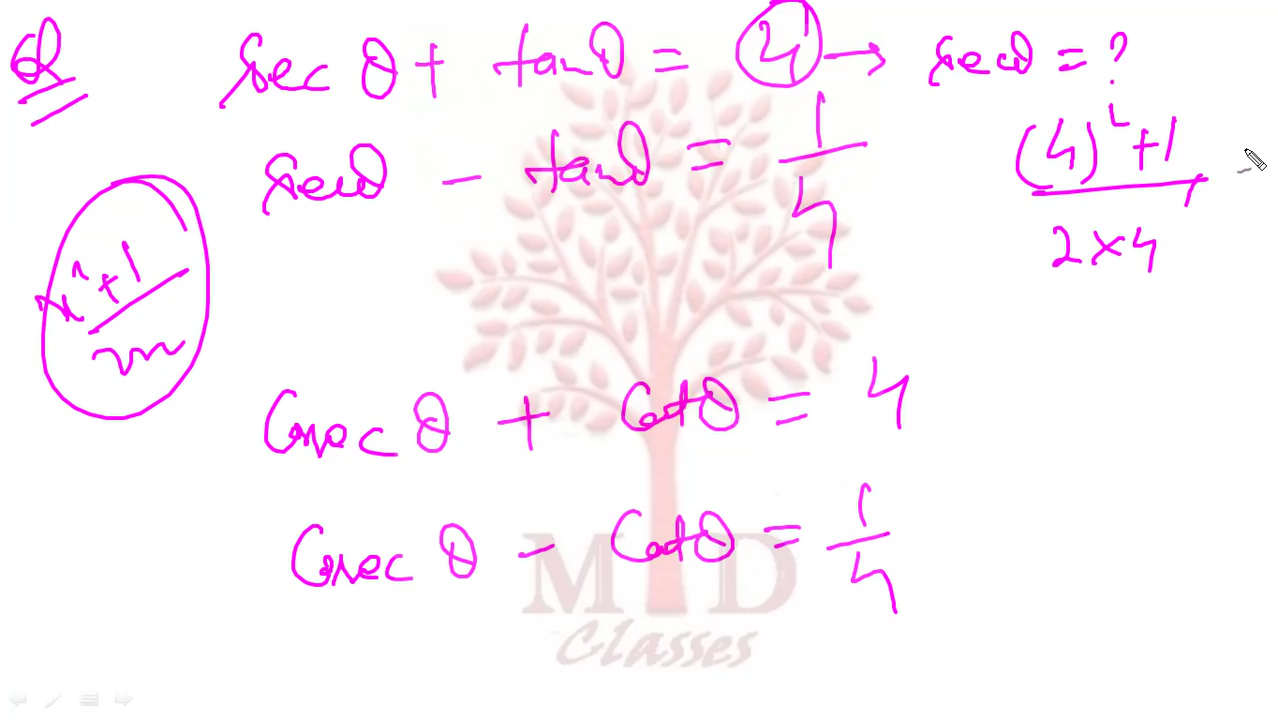 Q
sec θ + tanθ = 4 → secθ = ?
secθ - tanθ = 1/4
(4)² + 1 / 2×4
x² + 1 / 2x
Cosec θ + Cotθ = 4
Cosec θ - Cotθ = 1/4
MD
Classes